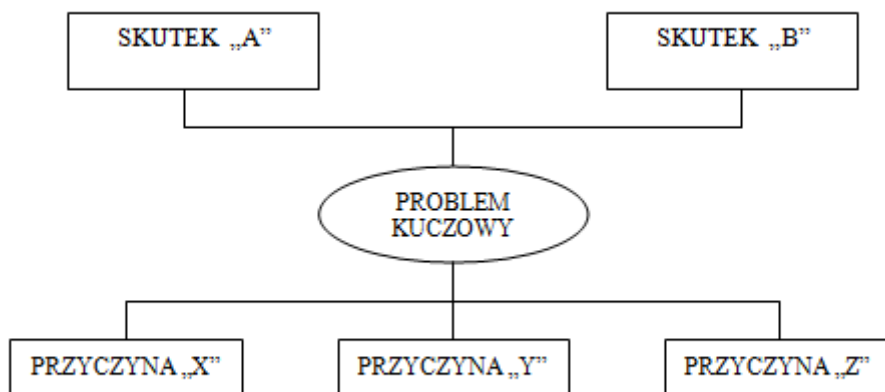 SKUTEK „A”
SKUTEK „B”
PROBLEM
KUCZOWY
PRZYCZYNA „X”
PRZYCZYNA „Y”
PRZYCZYNA „Z”